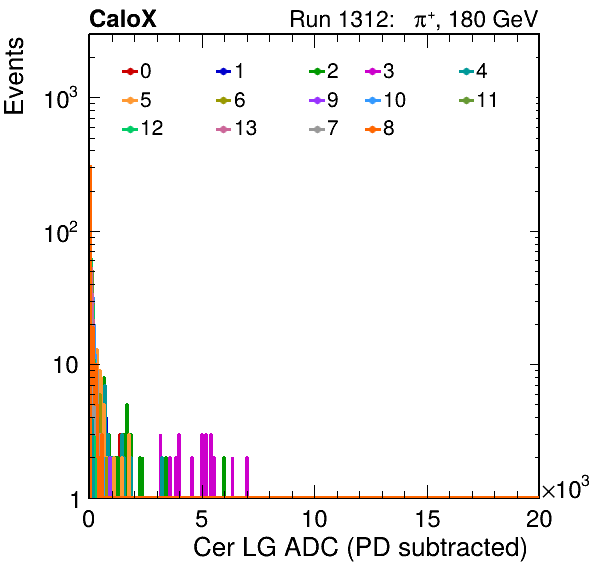 CaloX Run 1312: π⁺, 180 GeV
Events
0 1 2 3 4
5 6 9 10 11
12 13 7 8
10³
10²
10
1
0 5 10 15 20
×10³
Cer LG ADC (PD subtracted)